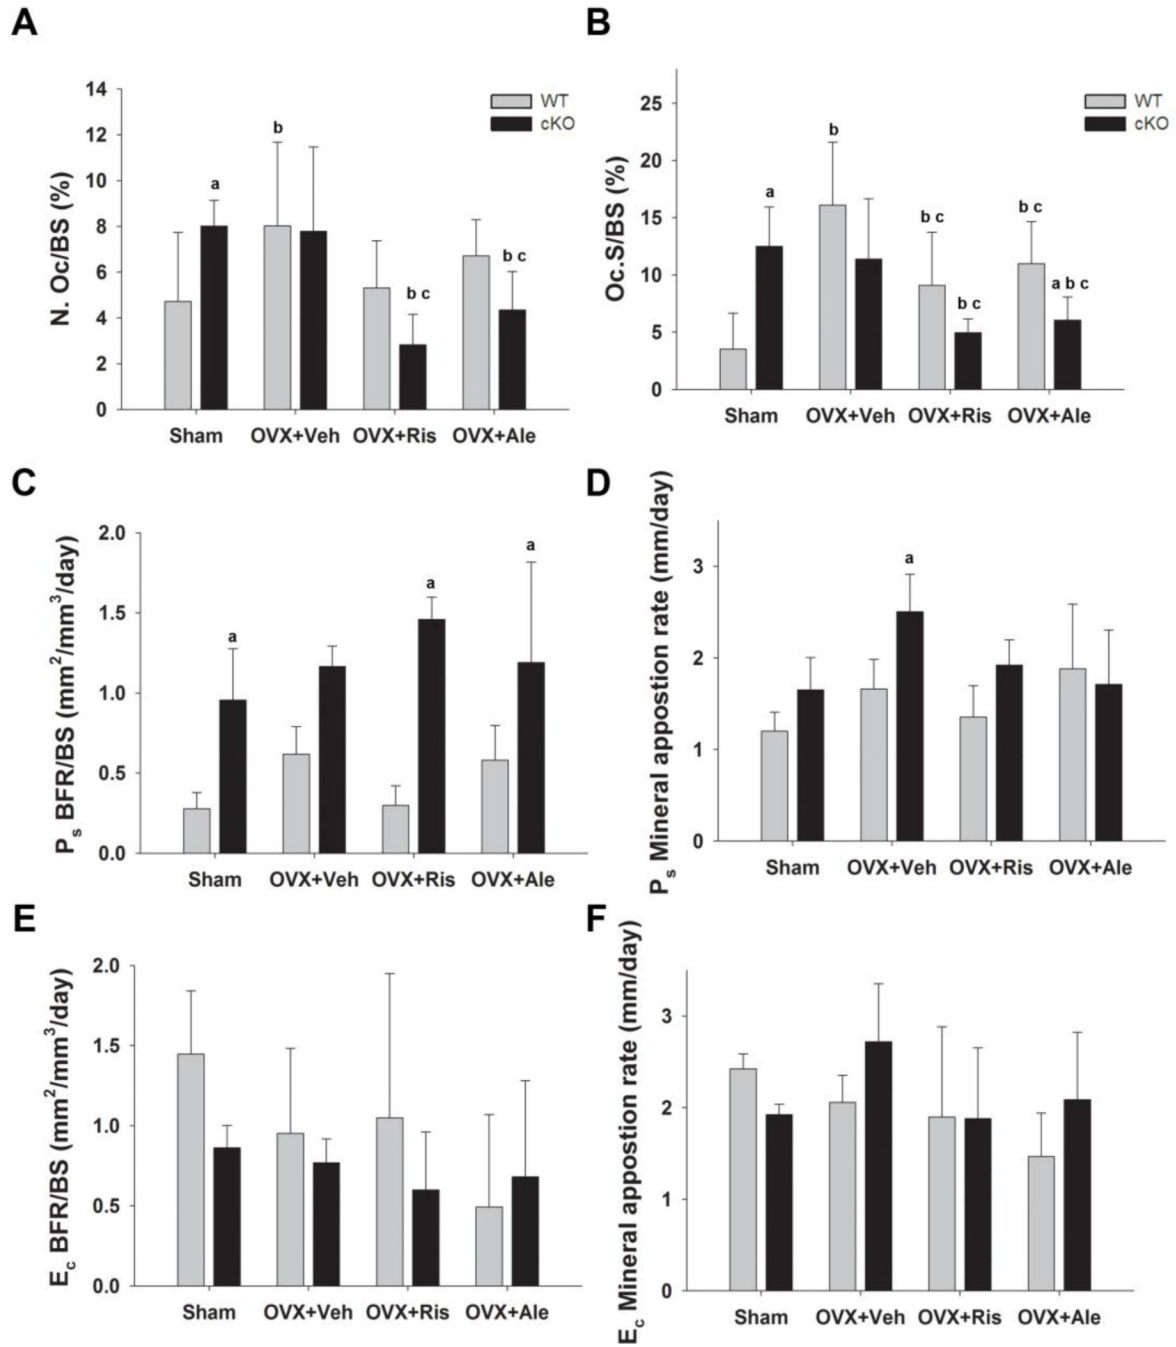 A
N. Oc/BS (%)
14
12
10
8
6
4
2
0
WT
cKO
a
b
b c
b c
Sham OVX+Veh OVX+Ris OVX+Ale
B
Oc.S/BS (%)
25
20
15
10
5
0
WT
cKO
a
b
b c
b c
b c
a b c
Sham OVX+Veh OVX+Ris OVX+Ale
C
Ps BFR/BS (mm²/mm³/day)
2.0
1.5
1.0
0.5
0.0
a
a
a
Sham OVX+Veh OVX+Ris OVX+Ale
D
Ps Mineral appostion rate (mm/day)
3
2
1
0
a
Sham OVX+Veh OVX+Ris OVX+Ale
E
Ec BFR/BS (mm²/mm³/day)
2.0
1.5
1.0
0.5
0.0
Sham OVX+Veh OVX+Ris OVX+Ale
F
Ec Mineral appostion rate (mm/day)
3
2
1
0
Sham OVX+Veh OVX+Ris OVX+Ale